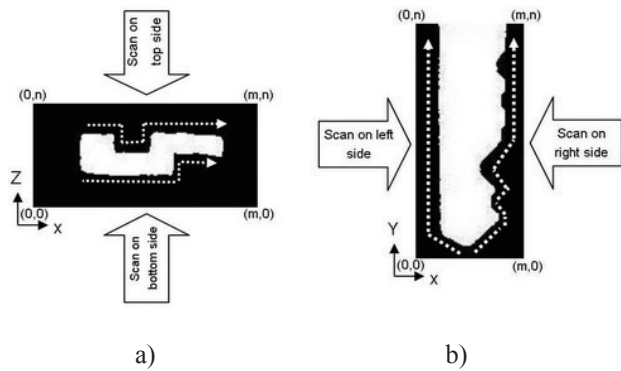 Scan on
top side
(0,n)
(m,n)
Z
(0,0)
X
(m,0)
Scan on
bottom side
a)
(0,n)
(m,n)
Scan on left
side
Scan on
right side
Y
(0,0)
X
(m,0)
b)